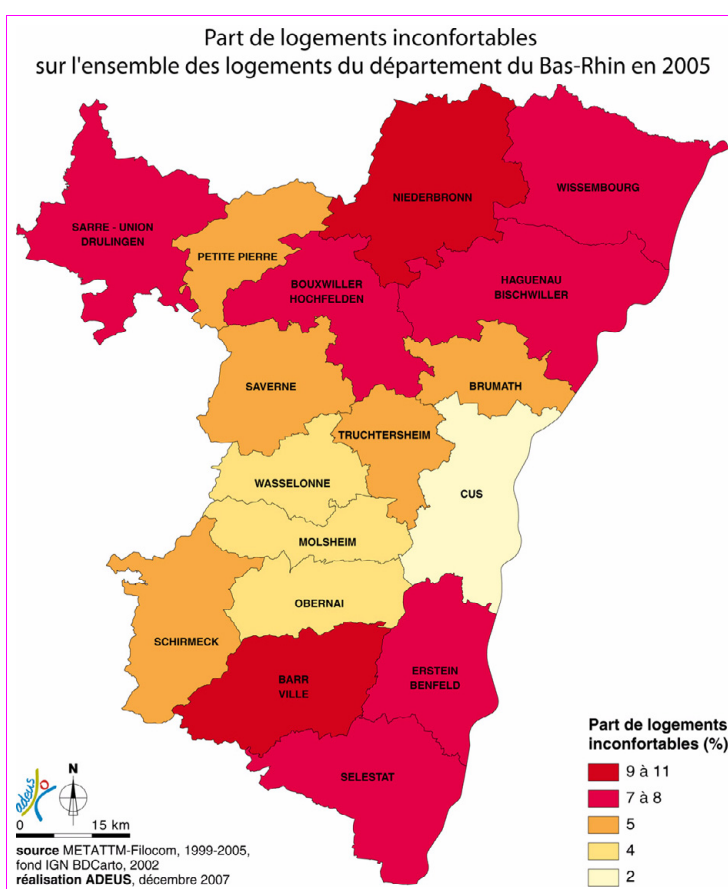 Part de logements inconfortables
sur l'ensemble des logements du département du Bas-Rhin en 2005
NIEDERBRONN
WISSEMBOURG
SARRE - UNION
DRULINGEN
PETITE PIERRE
BOUXWILLER
HOCHFELDEN
HAGUENAU
BISCHWILLER
SAVERNE
BRUMATH
TRUCHTERSHEIM
WASSELONNE
CUS
MOLSHEIM
OBERNAI
SCHIRMECK
ERSTEIN
BENFELD
BARR
VILLE
SELESTAT
Part de logements
inconfortables (%)
9 à 11
7 à 8
5
4
2
adeus
N
0 15 km
source METATTM-Filocom, 1999-2005,
fond IGN BDCarto, 2002
réalisation ADEUS, décembre 2007